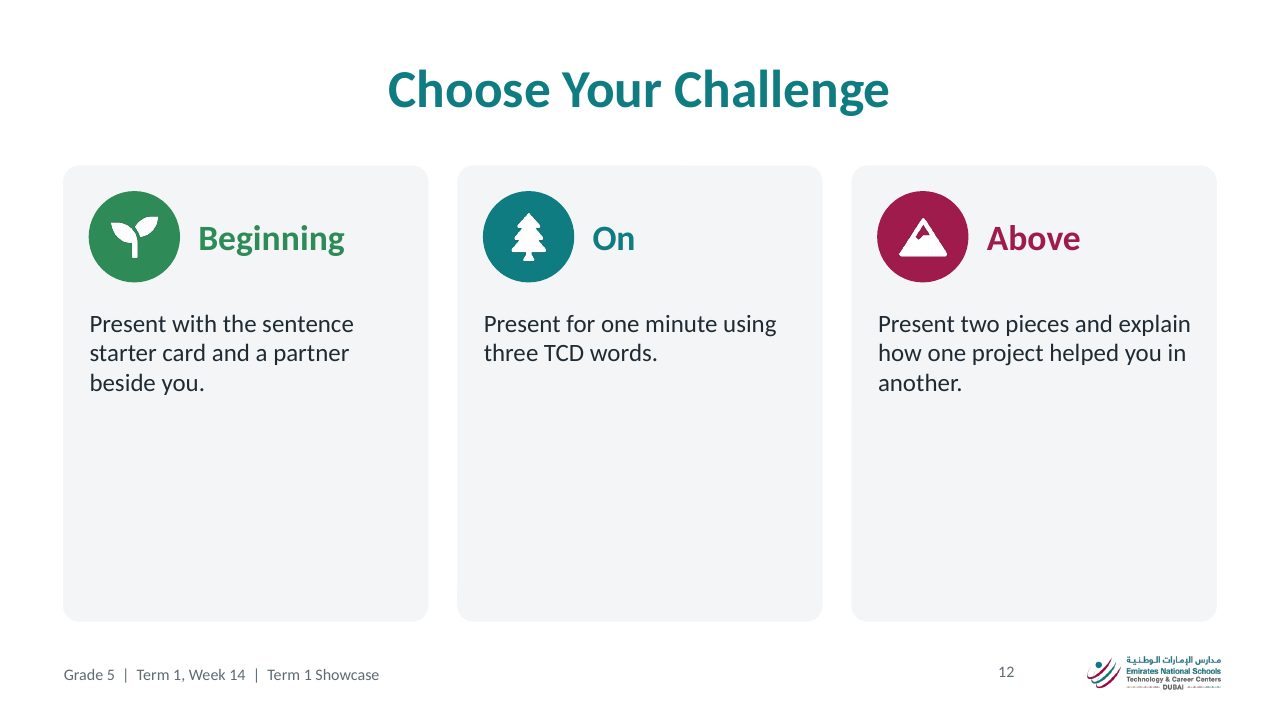 Choose Your Challenge
Beginning
Present with the sentence
starter card and a partner
beside you.
On
Present for one minute using
three TCD words.
Above
Present two pieces and explain
how one project helped you in
another.
Grade 5 | Term 1, Week 14 | Term 1 Showcase
12
مدارس الإمارات الوطنية
Emirates National Schools
Technology & Career Centers
DUBAI